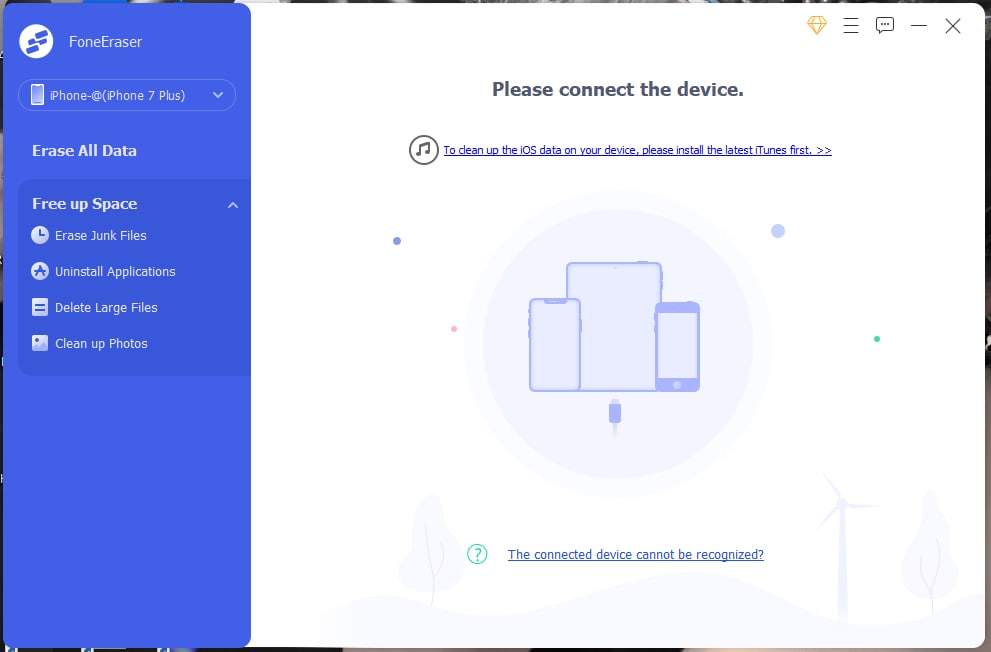 FoneEraser
iPhone-@(iPhone 7 Plus)
Erase All Data
Free up Space
Erase Junk Files
Uninstall Applications
Delete Large Files
Clean up Photos
Please connect the device.
To clean up the iOS data on your device, please install the latest iTunes first. >>
? The connected device cannot be recognized?